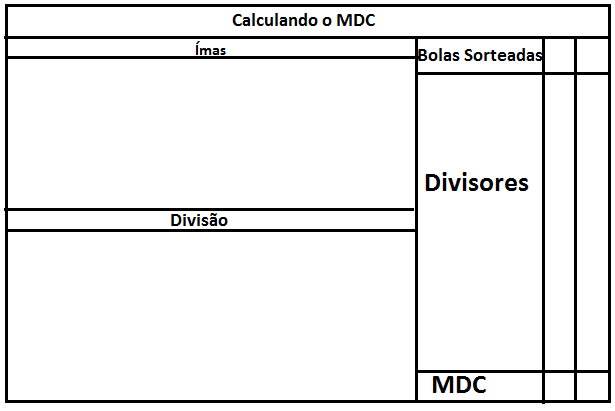 Calculando o MDC
Ímas
Bolas Sorteadas
Divisores
Divisão
MDC